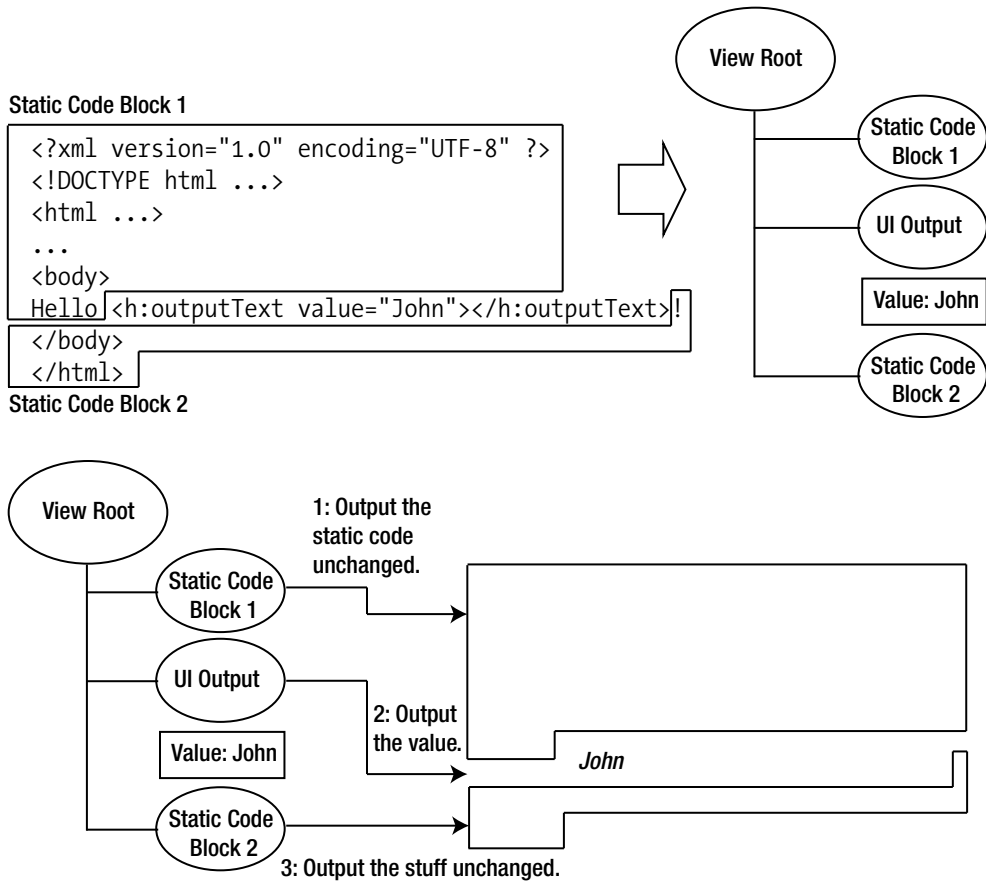 View Root
Static Code Block 1
<?xml version="1.0" encoding="UTF-8" ?>
<!DOCTYPE html ...>
<html ...>
...
<body>
Hello <h:outputText value="John"></h:outputText>!
</body>
</html>
Static Code Block 2
Static Code
Block 1
UI Output
Value: John
Static Code
Block 2
View Root
Static Code
Block 1
UI Output
Value: John
Static Code
Block 2
1: Output the
static code
unchanged.
2: Output
the value.
John
3: Output the stuff unchanged.